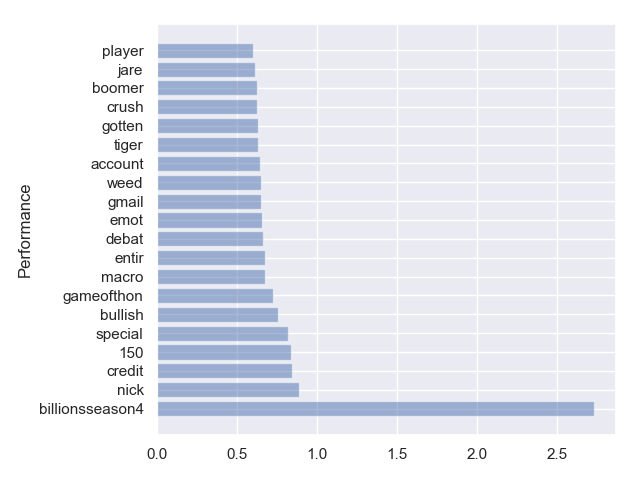 player
jare
boomer
crush
gotten
tiger
account
weed
gmail
emot
debat
entir
macro
gameofthon
bullish
special
150
credit
nick
billionsseason4
Performance
0.0 0.5 1.0 1.5 2.0 2.5